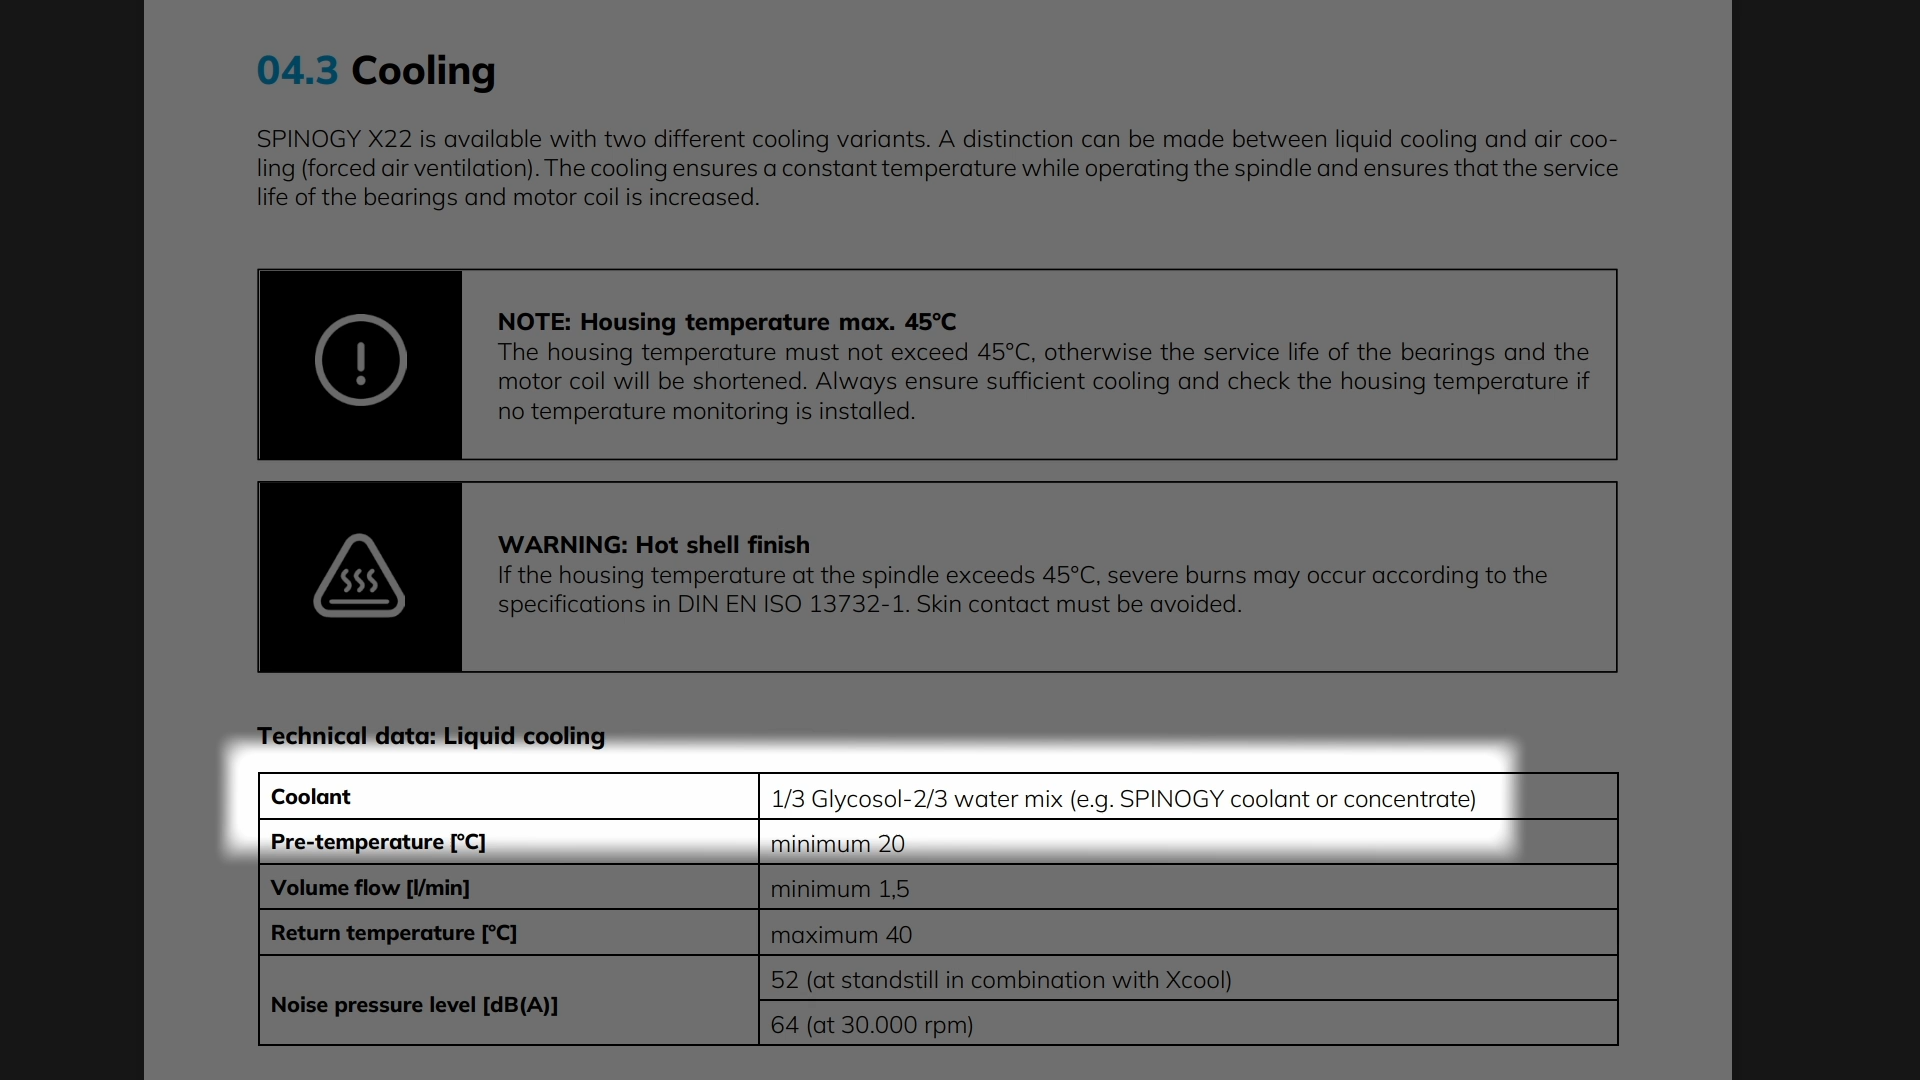 04.3 Cooling
SPINOGY X22 is available with two different cooling variants. A distinction can be made between liquid cooling and air coo-
ling (forced air ventilation). The cooling ensures a constant temperature while operating the spindle and ensures that the service
life of the bearings and motor coil is increased.
NOTE: Housing temperature max. 45°C
The housing temperature must not exceed 45°C, otherwise the service life of the bearings and the
motor coil will be shortened. Always ensure sufficient cooling and check the housing temperature if
no temperature monitoring is installed.
WARNING: Hot shell finish
If the housing temperature at the spindle exceeds 45°C, severe burns may occur according to the
specifications in DIN EN ISO 13732-1. Skin contact must be avoided.
Technical data: Liquid cooling
Coolant 1/3 Glycosol-2/3 water mix (e.g. SPINOGY coolant or concentrate)
Pre-temperature [°C] minimum 20
Volume flow [l/min] minimum 1,5
Return temperature [°C] maximum 40
Noise pressure level [dB(A)] 52 (at standstill in combination with Xcool)
64 (at 30.000 rpm)